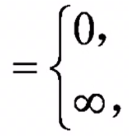 = { 0,
∞,